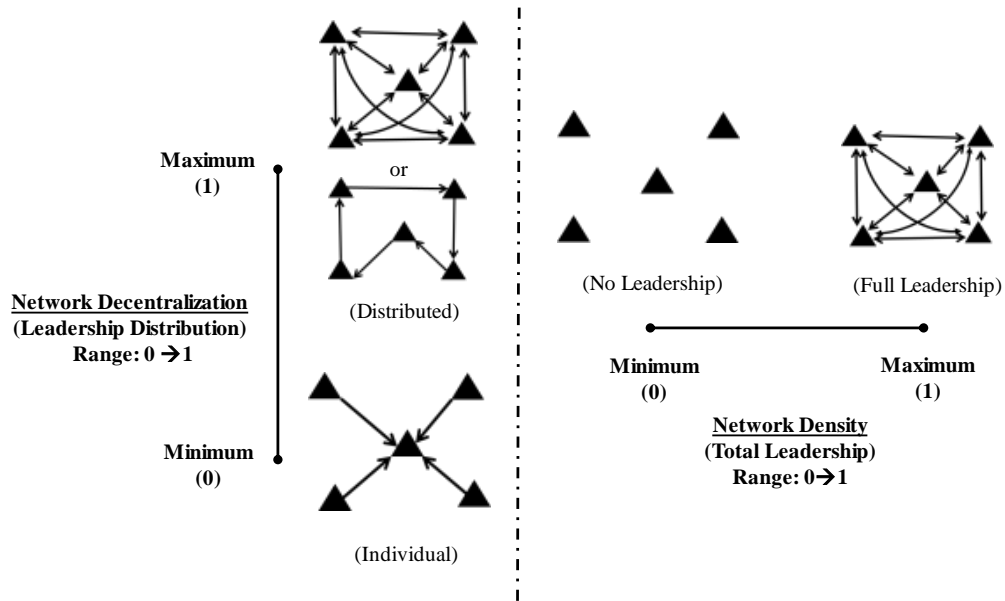 Maximum
(1)
or
(Distributed)
Network Decentralization
(Leadership Distribution)
Range: 0 →1
Minimum
(0)
(Individual)
(No Leadership)
(Full Leadership)
Minimum
(0)
Maximum
(1)
Network Density
(Total Leadership)
Range: 0→1